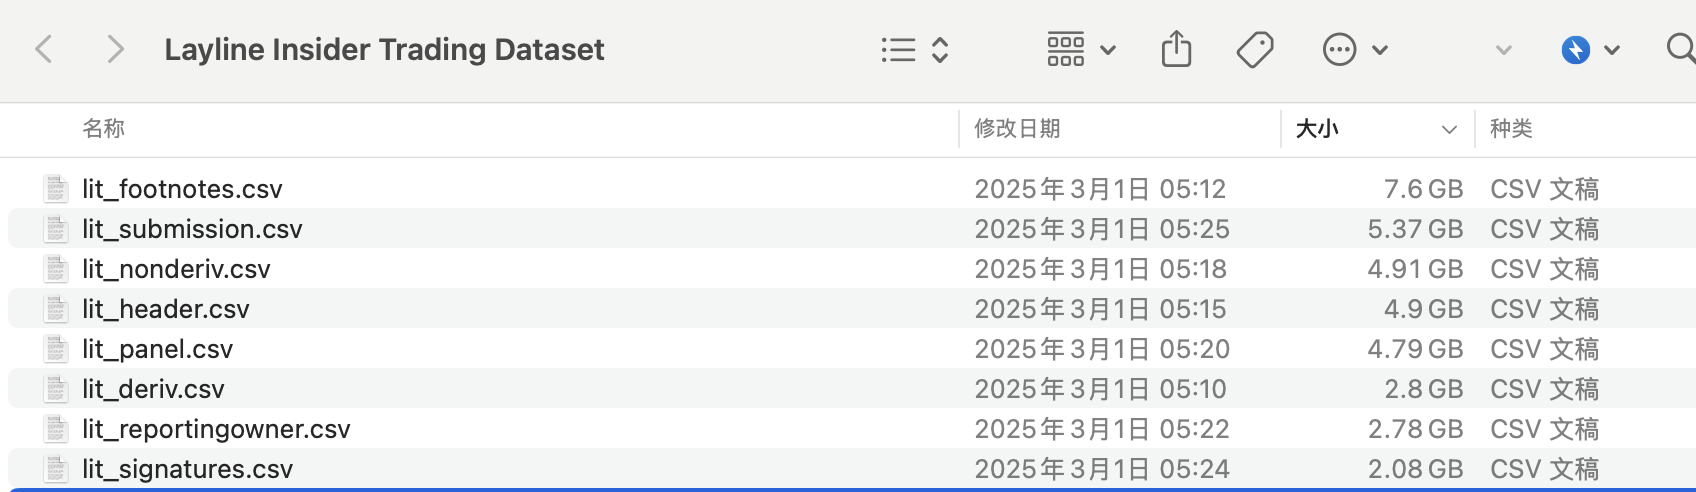 Layline Insider Trading Dataset
名称 修改日期 大小 种类
lit_footnotes.csv 2025年3月1日 05:12 7.6 GB CSV 文稿
lit_submission.csv 2025年3月1日 05:25 5.37 GB CSV 文稿
lit_nonderiv.csv 2025年3月1日 05:18 4.91 GB CSV 文稿
lit_header.csv 2025年3月1日 05:15 4.9 GB CSV 文稿
lit_panel.csv 2025年3月1日 05:20 4.79 GB CSV 文稿
lit_deriv.csv 2025年3月1日 05:10 2.8 GB CSV 文稿
lit_reportingowner.csv 2025年3月1日 05:22 2.78 GB CSV 文稿
lit_signatures.csv 2025年3月1日 05:24 2.08 GB CSV 文稿